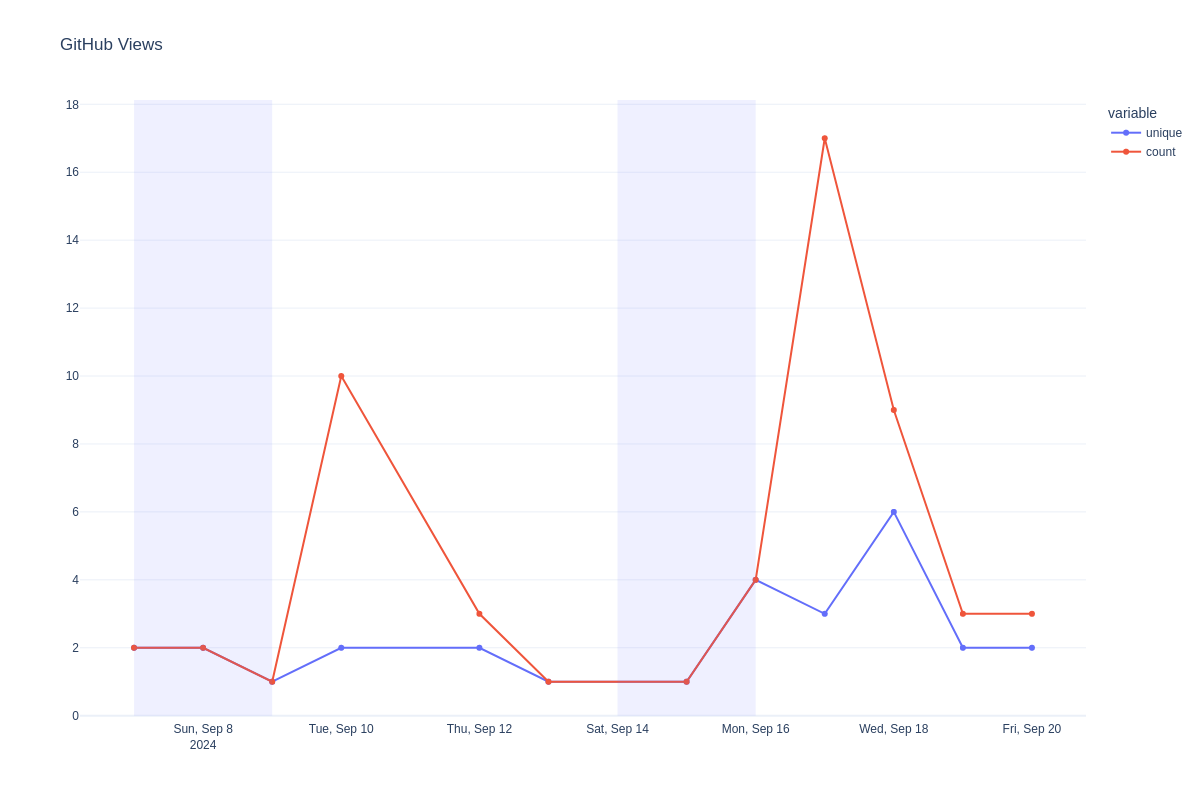 GitHub Views
18
16
14
12
10
8
6
4
2
0
Sun, Sep 8
2024
Tue, Sep 10
Thu, Sep 12
Sat, Sep 14
Mon, Sep 16
Wed, Sep 18
Fri, Sep 20
variable
unique
count